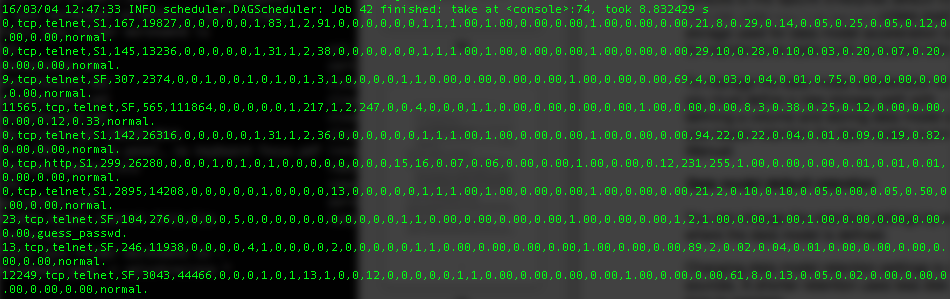 16/03/04 12:47:33 INFO scheduler.DAGScheduler: Job 42 finished: take at <console>:74, took 8.832429 s
0,tcp,telnet,S1,167,19827,0,0,0,0,0,1,83,1,2,91,0,0,0,0,0,0,1,1,1.00,1.00,0.00,0.00,1.00,0.00,0.00,21,8,0.29,0.14,0.05,0.25,0.05,0.12,0
.00,0.00,normal.
0,tcp,telnet,S1,145,13236,0,0,0,0,0,1,31,1,2,38,0,0,0,0,0,0,1,1,1.00,1.00,0.00,0.00,1.00,0.00,0.00,29,10,0.28,0.10,0.03,0.20,0.07,0.20,
0.00,0.00,normal.
9,tcp,telnet,SF,307,2374,0,0,1,0,0,1,0,1,0,1,3,1,0,0,0,0,1,1,0.00,0.00,0.00,0.00,1.00,0.00,0.00,69,4,0.03,0.04,0.01,0.75,0.00,0.00,0.00
,0.00,normal.
11565,tcp,telnet,SF,565,111864,0,0,0,0,0,1,217,1,2,247,0,0,4,0,0,0,1,1,0.00,0.00,0.00,0.00,1.00,0.00,0.00,8,3,0.38,0.25,0.12,0.00,0.00,
0.00,0.12,0.33,normal.
0,tcp,telnet,S1,142,26316,0,0,0,0,0,1,31,1,2,36,0,0,0,0,0,0,1,1,1.00,1.00,0.00,0.00,1.00,0.00,0.00,94,22,0.22,0.04,0.01,0.09,0.19,0.82,
0.00,0.00,normal.
0,tcp,http,S1,299,26280,0,0,0,1,0,1,0,1,0,0,0,0,0,0,0,0,15,16,0.07,0.06,0.00,0.00,1.00,0.00,0.12,231,255,1.00,0.00,0.00,0.01,0.01,0.01,
0.00,0.00,normal.
0,tcp,telnet,S1,2895,14208,0,0,0,0,0,1,0,0,0,0,13,0,0,0,0,0,1,1,1.00,1.00,0.00,0.00,1.00,0.00,0.00,21,2,0.10,0.10,0.05,0.00,0.05,0.50,0
.00,0.00,normal.
23,tcp,telnet,SF,104,276,0,0,0,0,5,0,0,0,0,0,0,0,0,0,0,0,1,1,0.00,0.00,0.00,0.00,1.00,0.00,0.00,1,2,1.00,0.00,1.00,1.00,0.00,0.00,0.00,
0.00,guess_passwd.
13,tcp,telnet,SF,246,11938,0,0,0,0,4,1,0,0,0,0,2,0,0,0,0,0,1,1,0.00,0.00,0.00,0.00,1.00,0.00,0.00,89,2,0.02,0.04,0.01,0.00,0.00,0.00,0.
00,0.00,normal.
12249,tcp,telnet,SF,3043,44466,0,0,0,1,0,1,13,1,0,0,12,0,0,0,0,0,1,1,0.00,0.00,0.00,0.00,1.00,0.00,0.00,61,8,0.13,0.05,0.02,0.00,0.00,0
.00,0.00,0.00,normal.